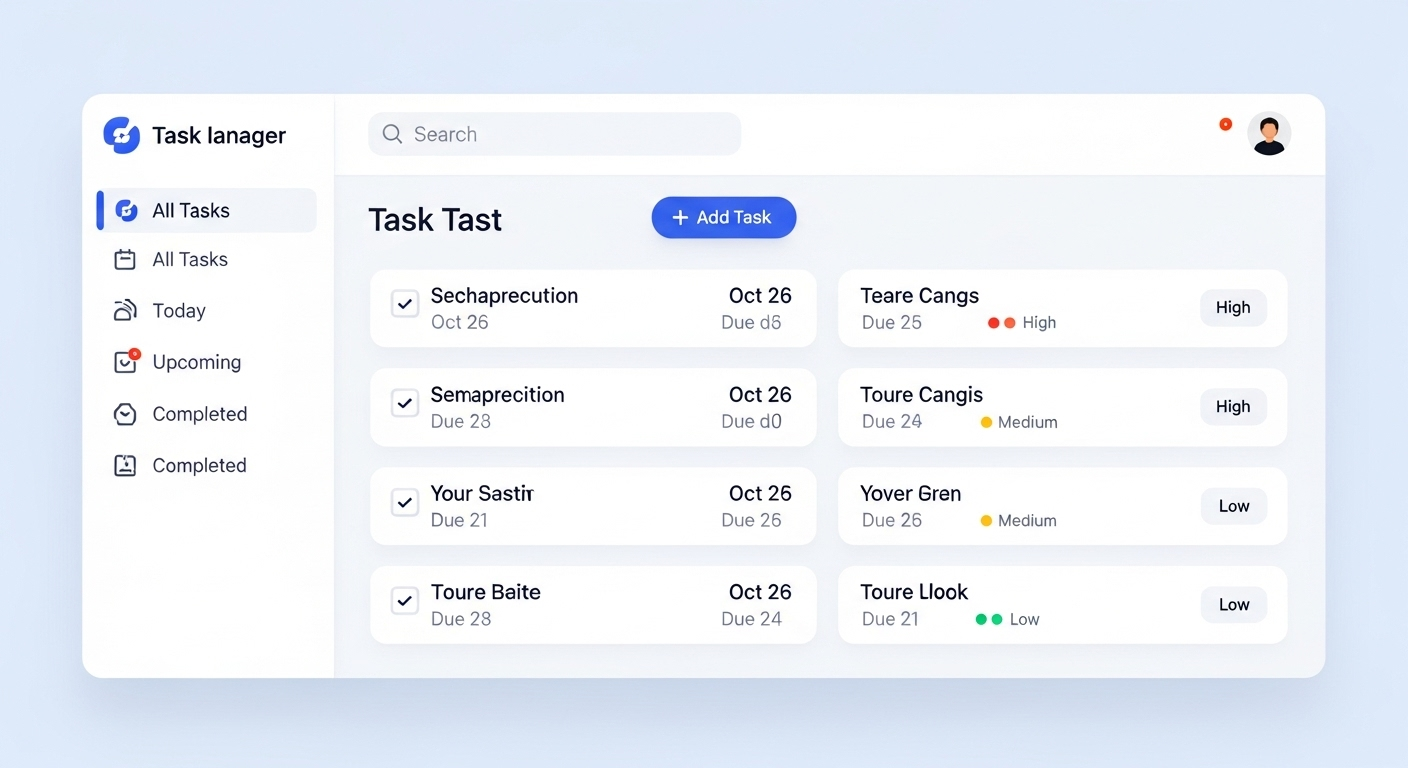 Task lanager
Search
All Tasks
All Tasks
Today
Upcoming
Completed
Completed
Task Tast
+ Add Task
Sechaprecution
Oct 26
Oct 26
Due d6
Teare Cangs
Due 25
High
High
Semaprecition
Due 23
Oct 26
Due d0
Toure Cangis
Due 24
Medium
High
Your Sastir
Due 21
Oct 26
Due 26
Yover Gren
Due 26
Medium
Low
Toure Baite
Due 28
Oct 26
Due 24
Toure Llook
Due 21
Low
Low